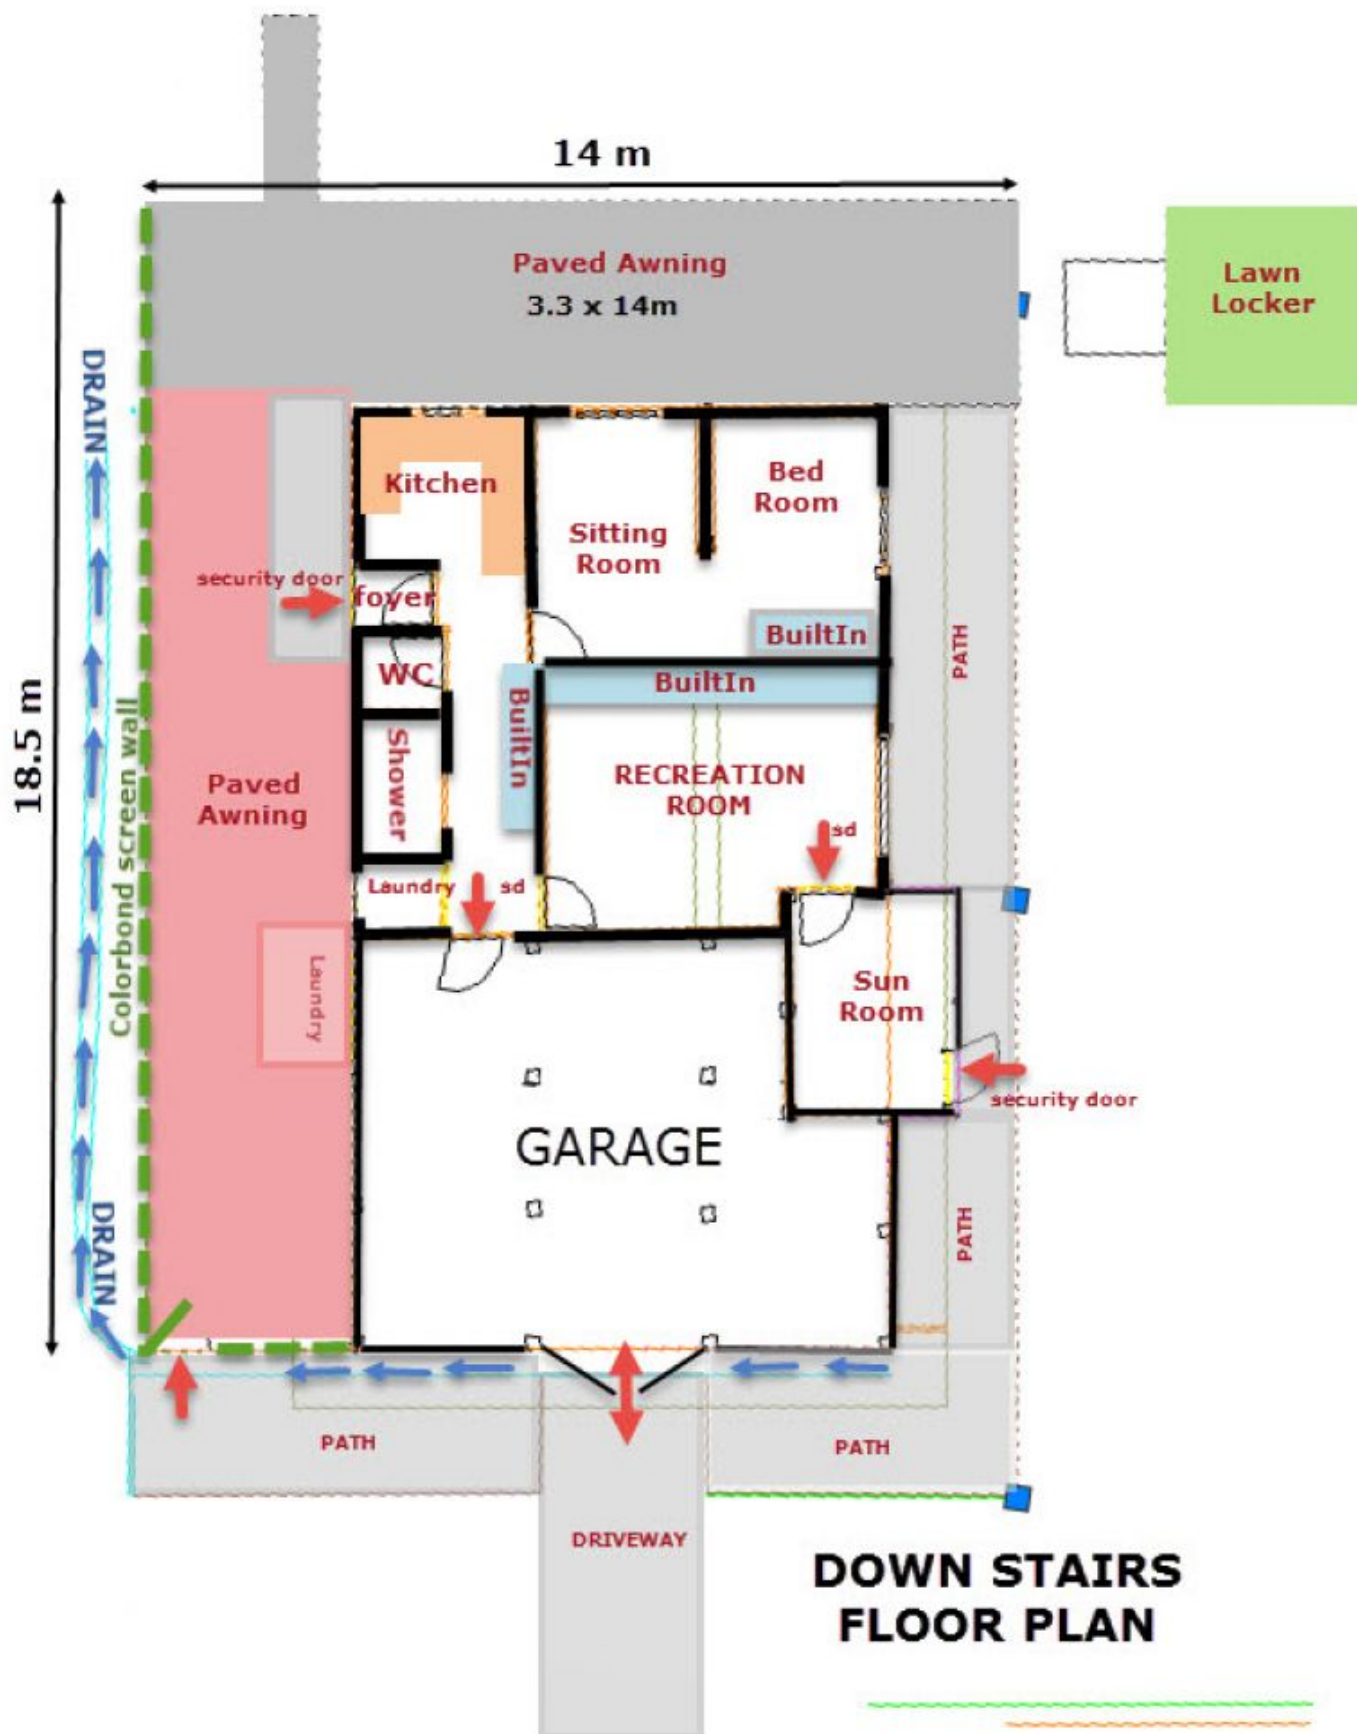 14 m
Paved Awning
3.3 x 14m
Lawn
Locker
DRAIN
Kitchen
Bed
Room
Sitting
Room
security door
foyer
BuiltIn
PATH
WC
BuiltIn
BuiltIn
18.5 m
Colorbond screen wall
Shower
Paved
Awning
RECREATION
ROOM
sd
Laundry
sd
Laundry
Sun
Room
security door
GARAGE
DRAIN
PATH
PATH
PATH
DRIVEWAY
DOWN STAIRS
FLOOR PLAN